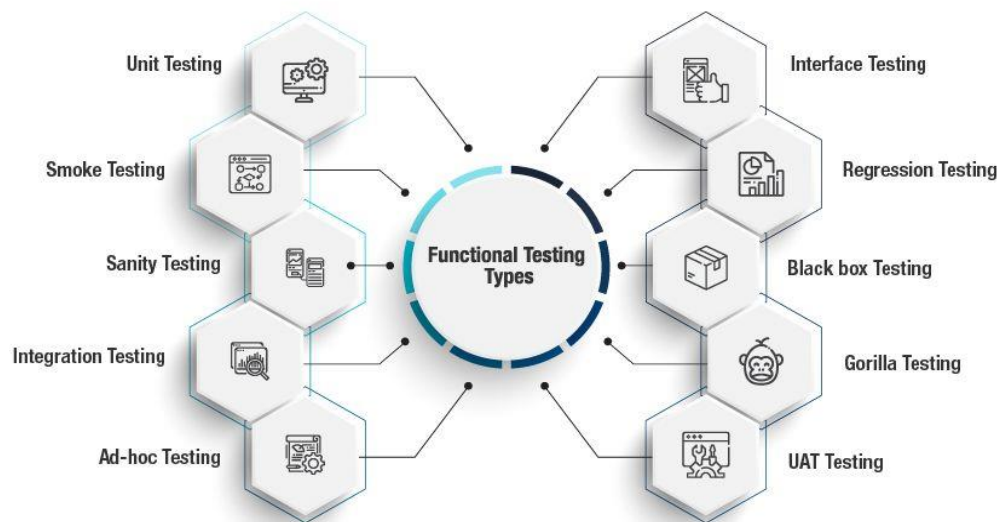 Unit Testing
Smoke Testing
Sanity Testing
Integration Testing
Ad-hoc Testing
Functional Testing
Types
Interface Testing
Regression Testing
Black box Testing
Gorilla Testing
UAT Testing